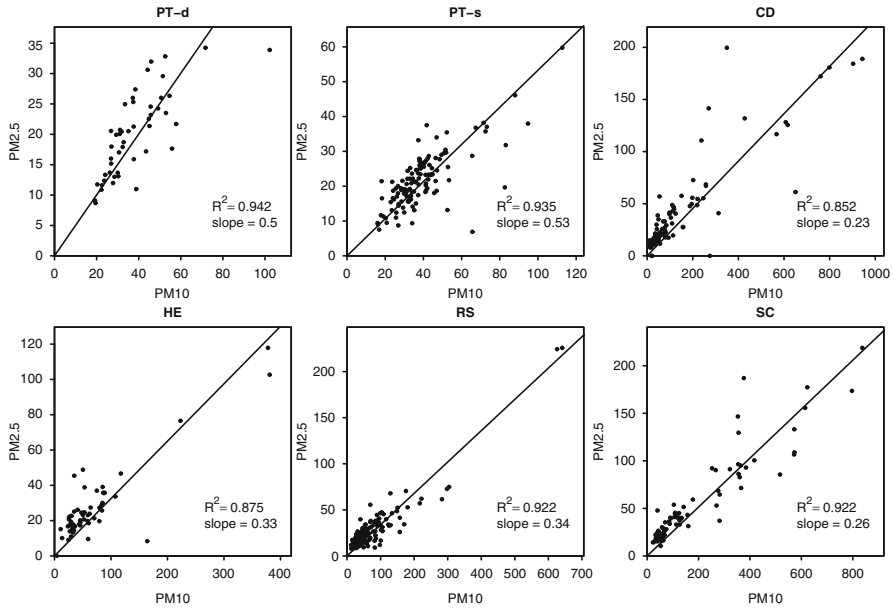 PT-d
PT-s
CD
PM2.5
35
30
25
20
15
10
5
0
R² = 0.942
slope = 0.5
0 20 40 60 80 100
PM10
PM2.5
60
50
40
30
20
10
0
R² = 0.935
slope = 0.53
0 20 40 60 80 100 120
PM10
PM2.5
200
150
100
50
0
R² = 0.852
slope = 0.23
0 200 400 600 800 1000
PM10
HE
RS
SC
PM2.5
120
100
80
60
40
20
0
R² = 0.875
slope = 0.33
0 100 200 300 400
PM10
PM2.5
200
150
100
50
0
R² = 0.922
slope = 0.34
0 100 200 300 400 500 600 700
PM10
PM2.5
200
150
100
50
0
R² = 0.922
slope = 0.26
0 200 400 600 800
PM10